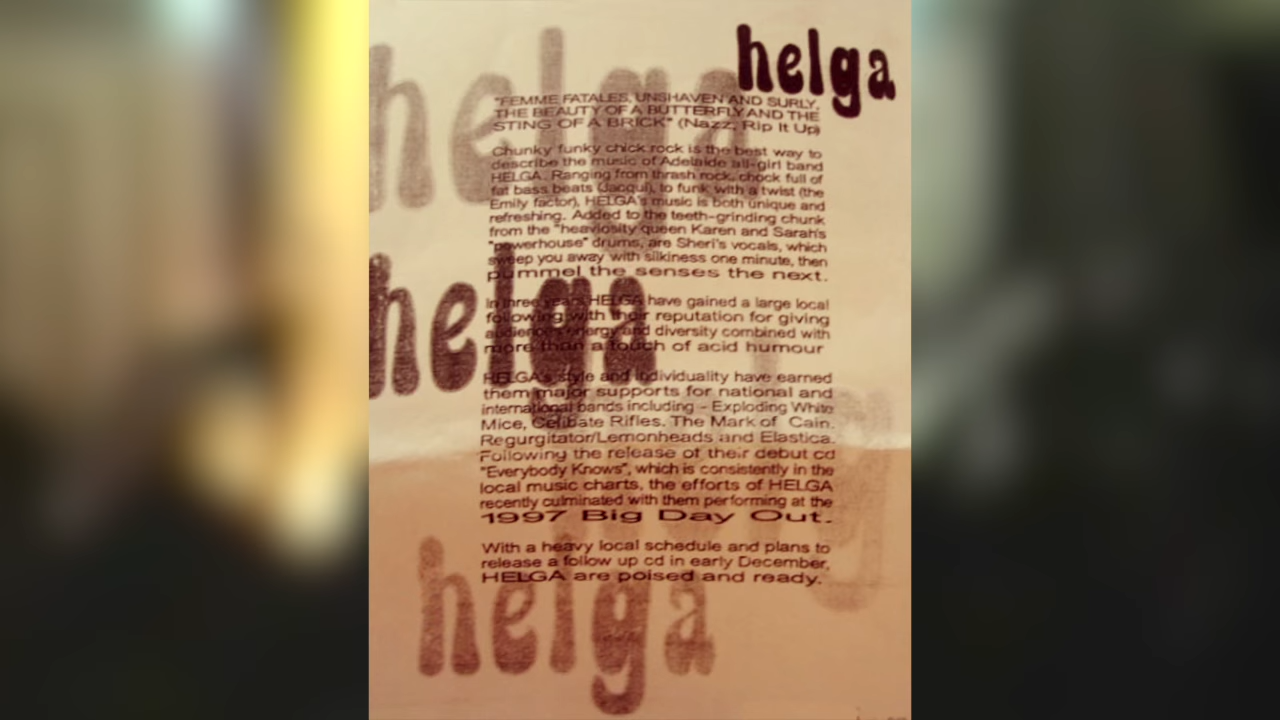 helga
helga
"FEMME FATALES, UNSHAVEN AND SURLY,
THE BEAUTY OF A BUTTERFLY AND THE
STING OF A BRICK" (Nazz, Rip It Up)
Chunky funky chick rock is the best way to
describe the music of Adelaide all-girl band
HELGA. Ranging from thrash rock, chock full of
fat bass beats (Jacqui), to funk with a twist (the
Emily factor), HELGA's music is both unique and
refreshing. Added to the teeth-grinding chunk
from the "heaviosity queen Karen and Sarah's
"powerhouse" drums, are Sheri's vocals, which
sweep you away with silkiness one minute, then
pummel the senses the next.
helga
In three years HELGA have gained a large local
following with their reputation for giving
audiences energy and diversity combined with
more than a touch of acid humour
HELGA's style and individuality have earned
them major supports for national and
international bands including - Exploding White
Mice, Celibate Rifles. The Mark of Cain.
Regurgitator/Lemonheads and Elastica.
Following the release of their debut cd
"Everybody Knows", which is consistently in the
local music charts, the efforts of HELGA
recently culminated with them performing at the
1997 Big Day Out.
With a heavy local schedule and plans to
release a follow up cd in early December,
HELGA are poised and ready.
helga